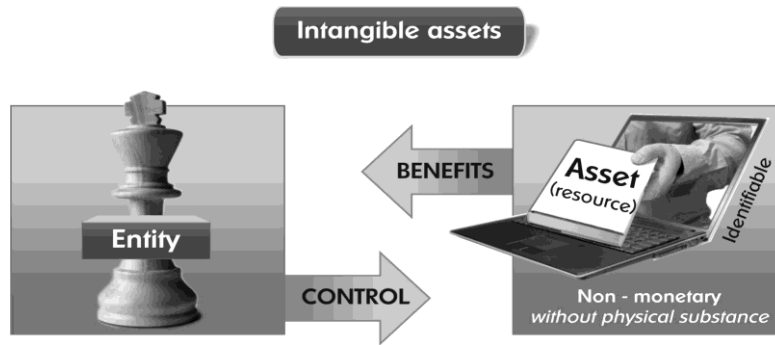 Intangible assets
Entity
BENEFITS
CONTROL
Asset
(resource)
Identifiable
Non - monetary
without physical substance